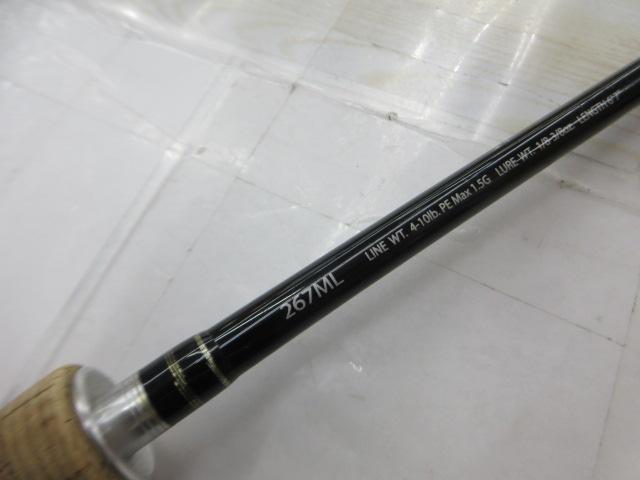 267ML LINE WT. 4-10lb. PE Max 1.5G LURE WT. 1/8-3/8oz. LENGTH 6'7"